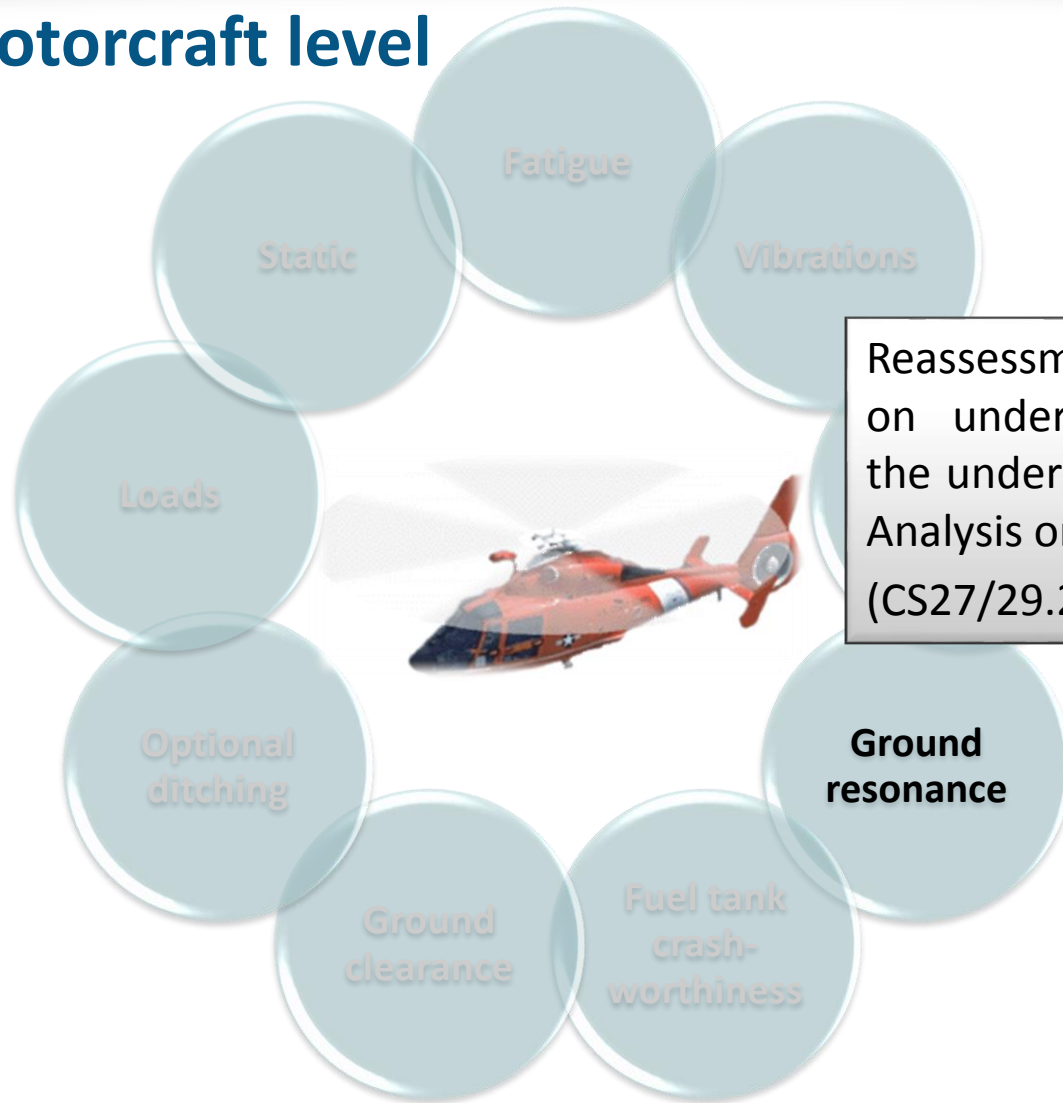 otorcraft level
Fatigue
Static
Vibrations
Reassessm
on under
the under
Analysis o
(CS27/29.2
Loads
Ground
resonance
Optional
ditching
Fuel tank
crash-
worthiness
Ground
clearance